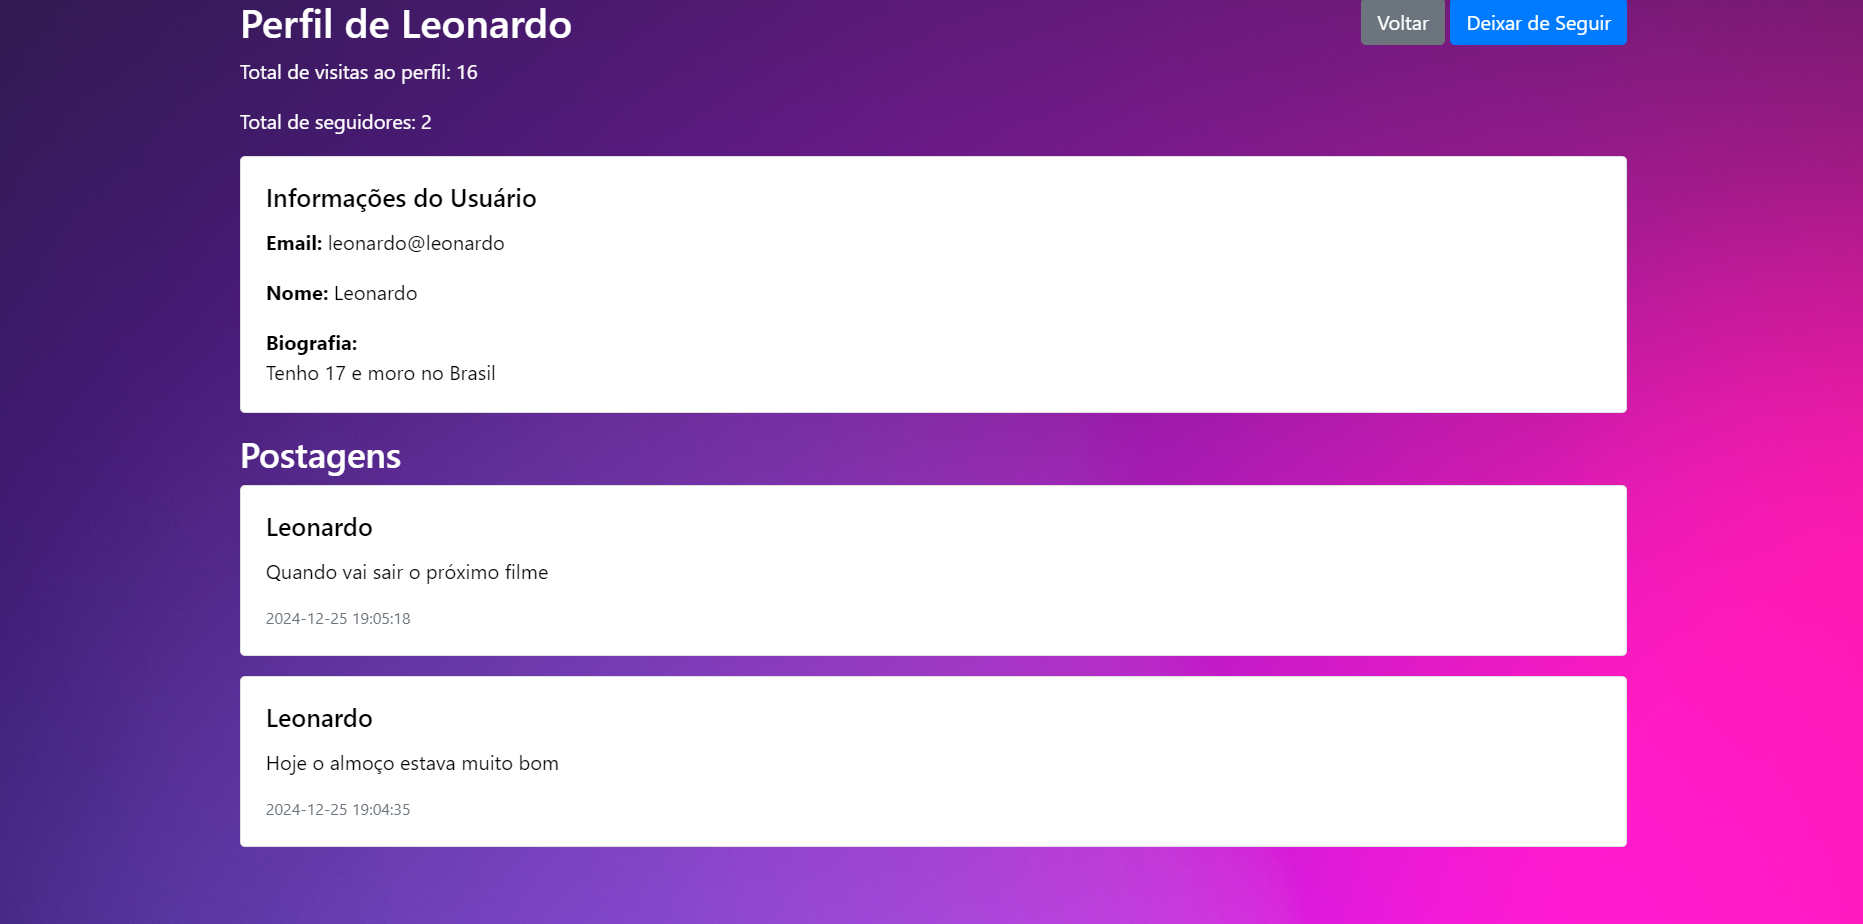 Perfil de Leonardo
Voltar
Deixar de Seguir
Total de visitas ao perfil: 16
Total de seguidores: 2
Informações do Usuário
Email: leonardo@leonardo
Nome: Leonardo
Biografia:
Tenho 17 e moro no Brasil
Postagens
Leonardo
Quando vai sair o próximo filme
2024-12-25 19:05:18
Leonardo
Hoje o almoço estava muito bom
2024-12-25 19:04:35